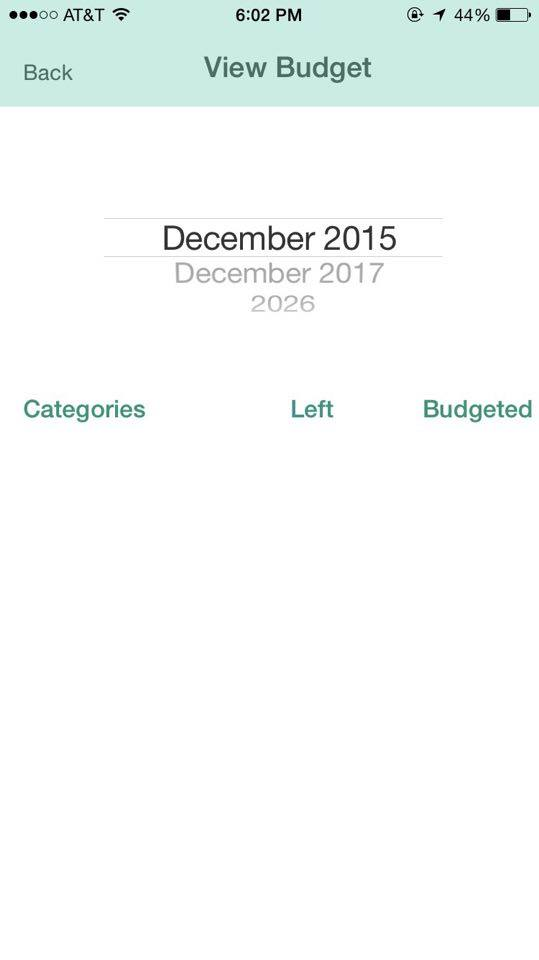 AT&T 6:02 PM 44%
Back View Budget
December 2015
December 2017
2026
Categories Left Budgeted